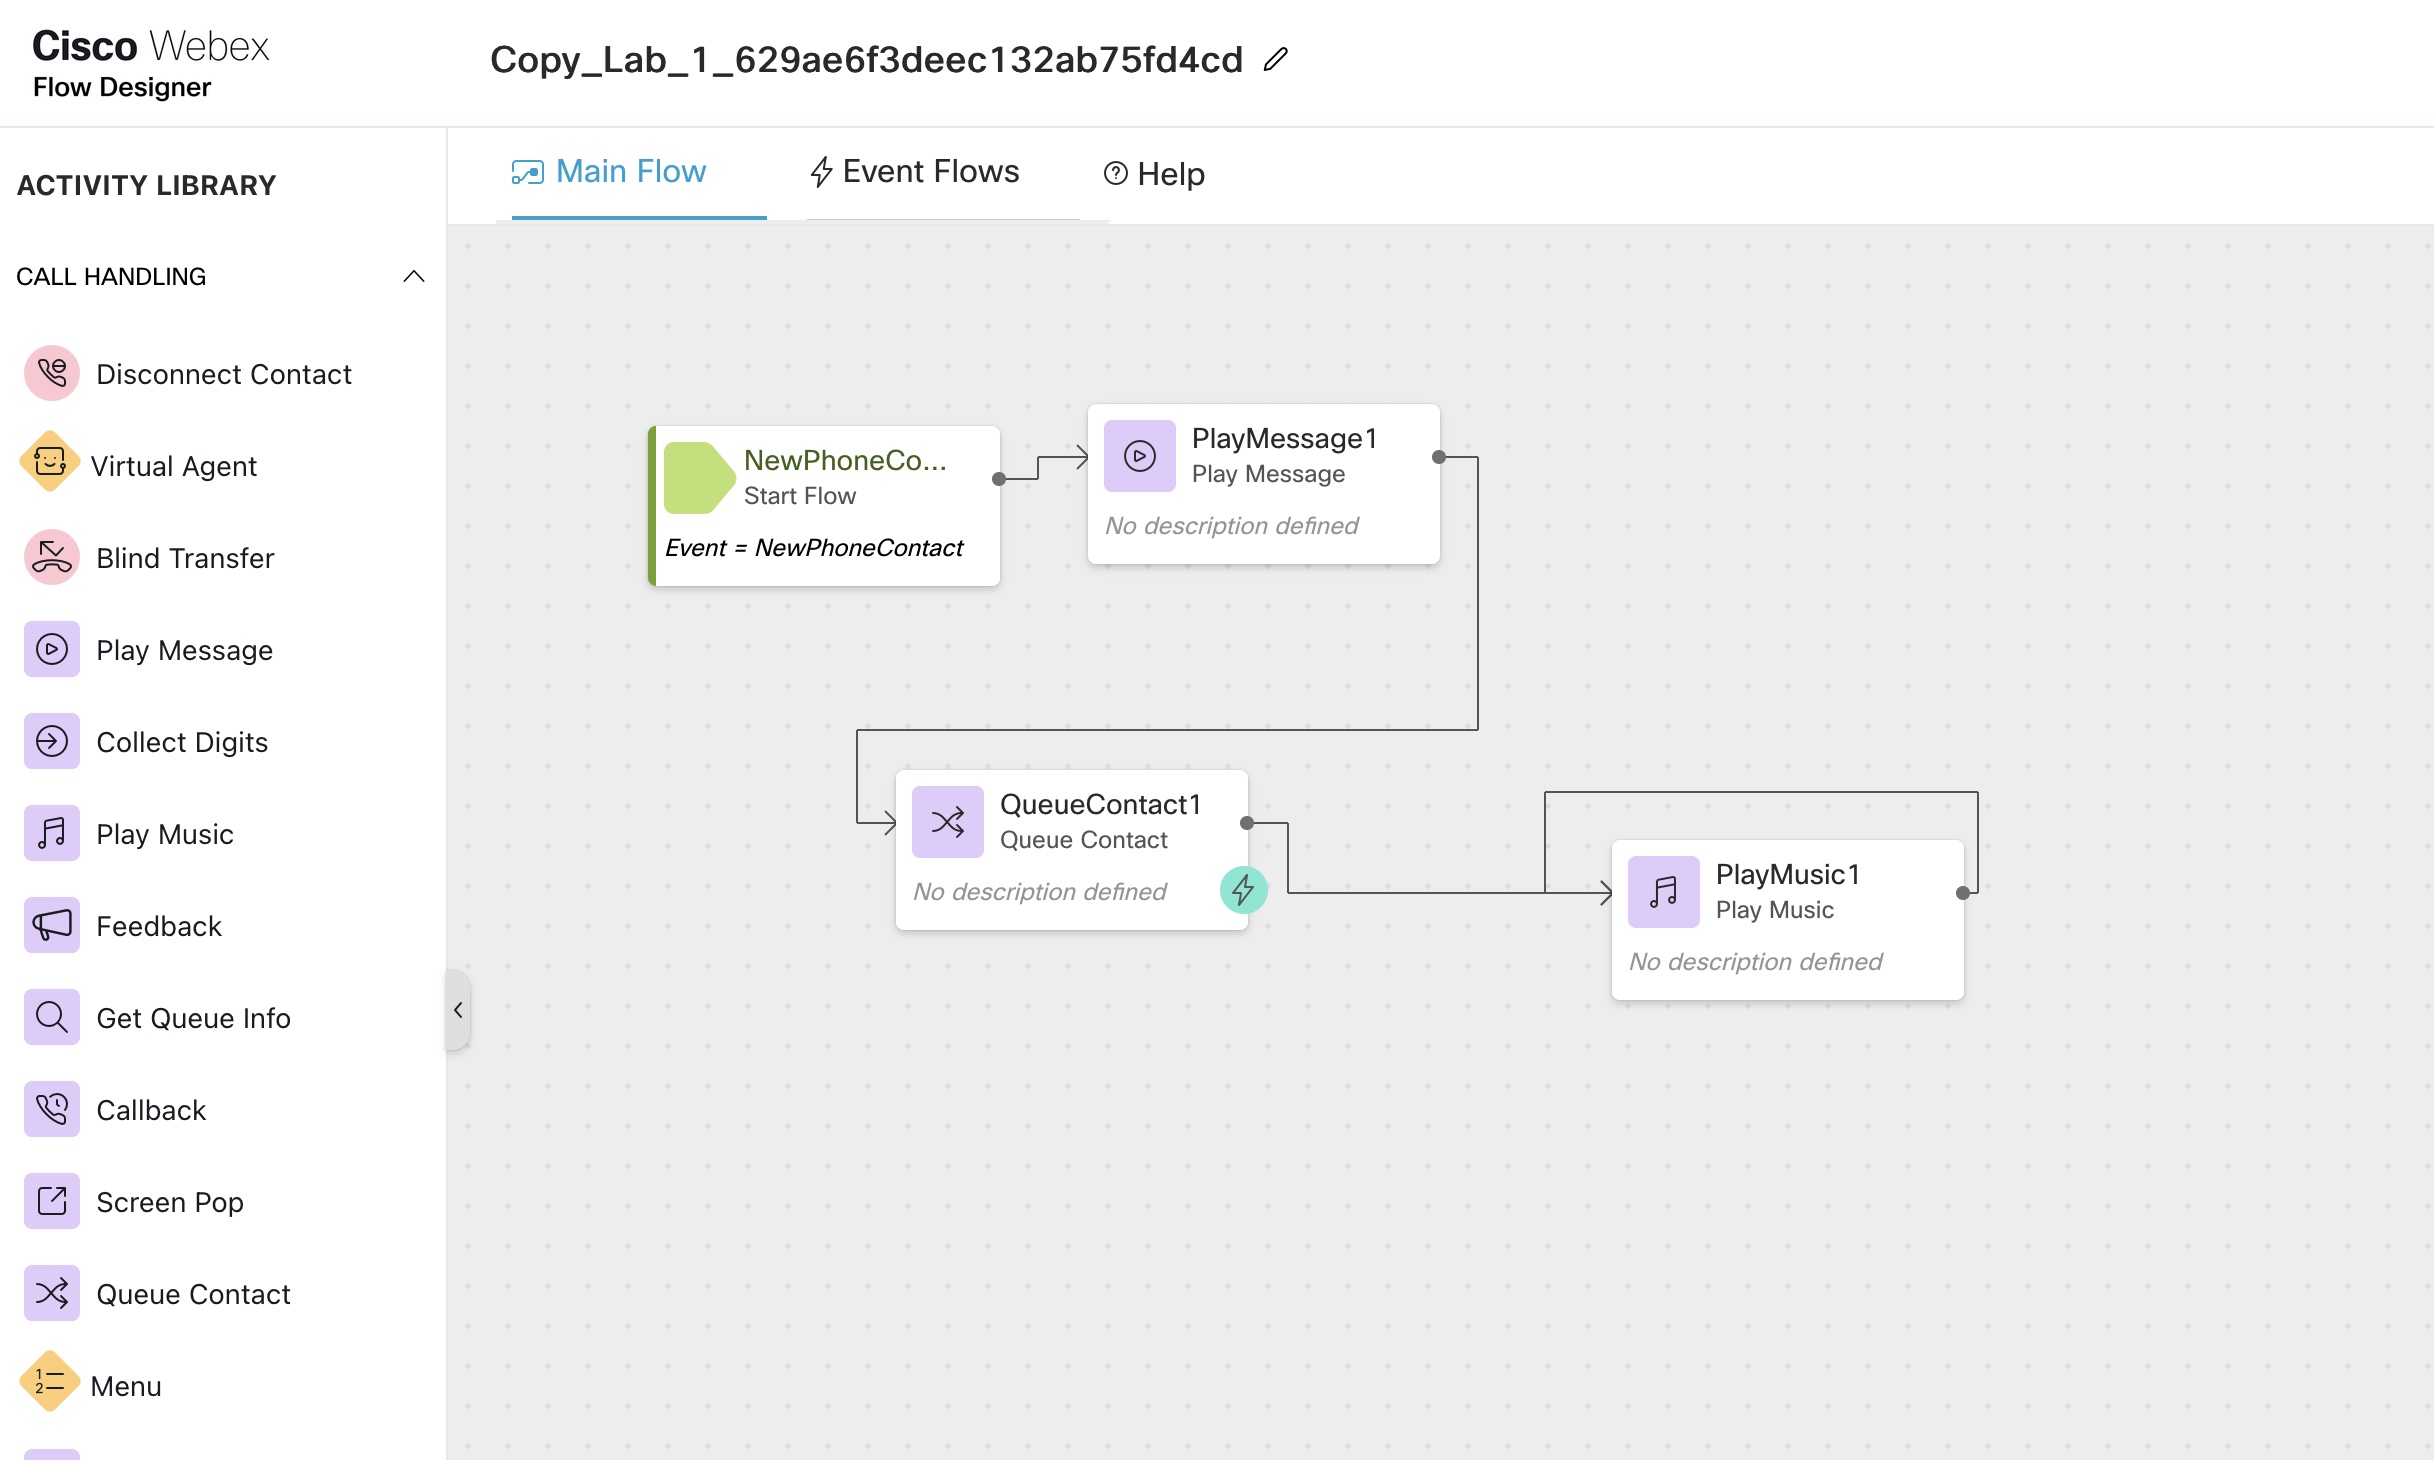 Cisco Webex
Flow Designer
Copy_Lab_1_629ae6f3deec132ab75fd4cd
ACTIVITY LIBRARY
CALL HANDLING
Disconnect Contact
Virtual Agent
Blind Transfer
Play Message
Collect Digits
Play Music
Feedback
Get Queue Info
Callback
Screen Pop
Queue Contact
1
2
Menu
Main Flow
Event Flows
? Help
NewPhoneCo...
Start Flow
Event = NewPhoneContact
PlayMessage1
Play Message
No description defined
QueueContact1
Queue Contact
No description defined
PlayMusic1
Play Music
No description defined